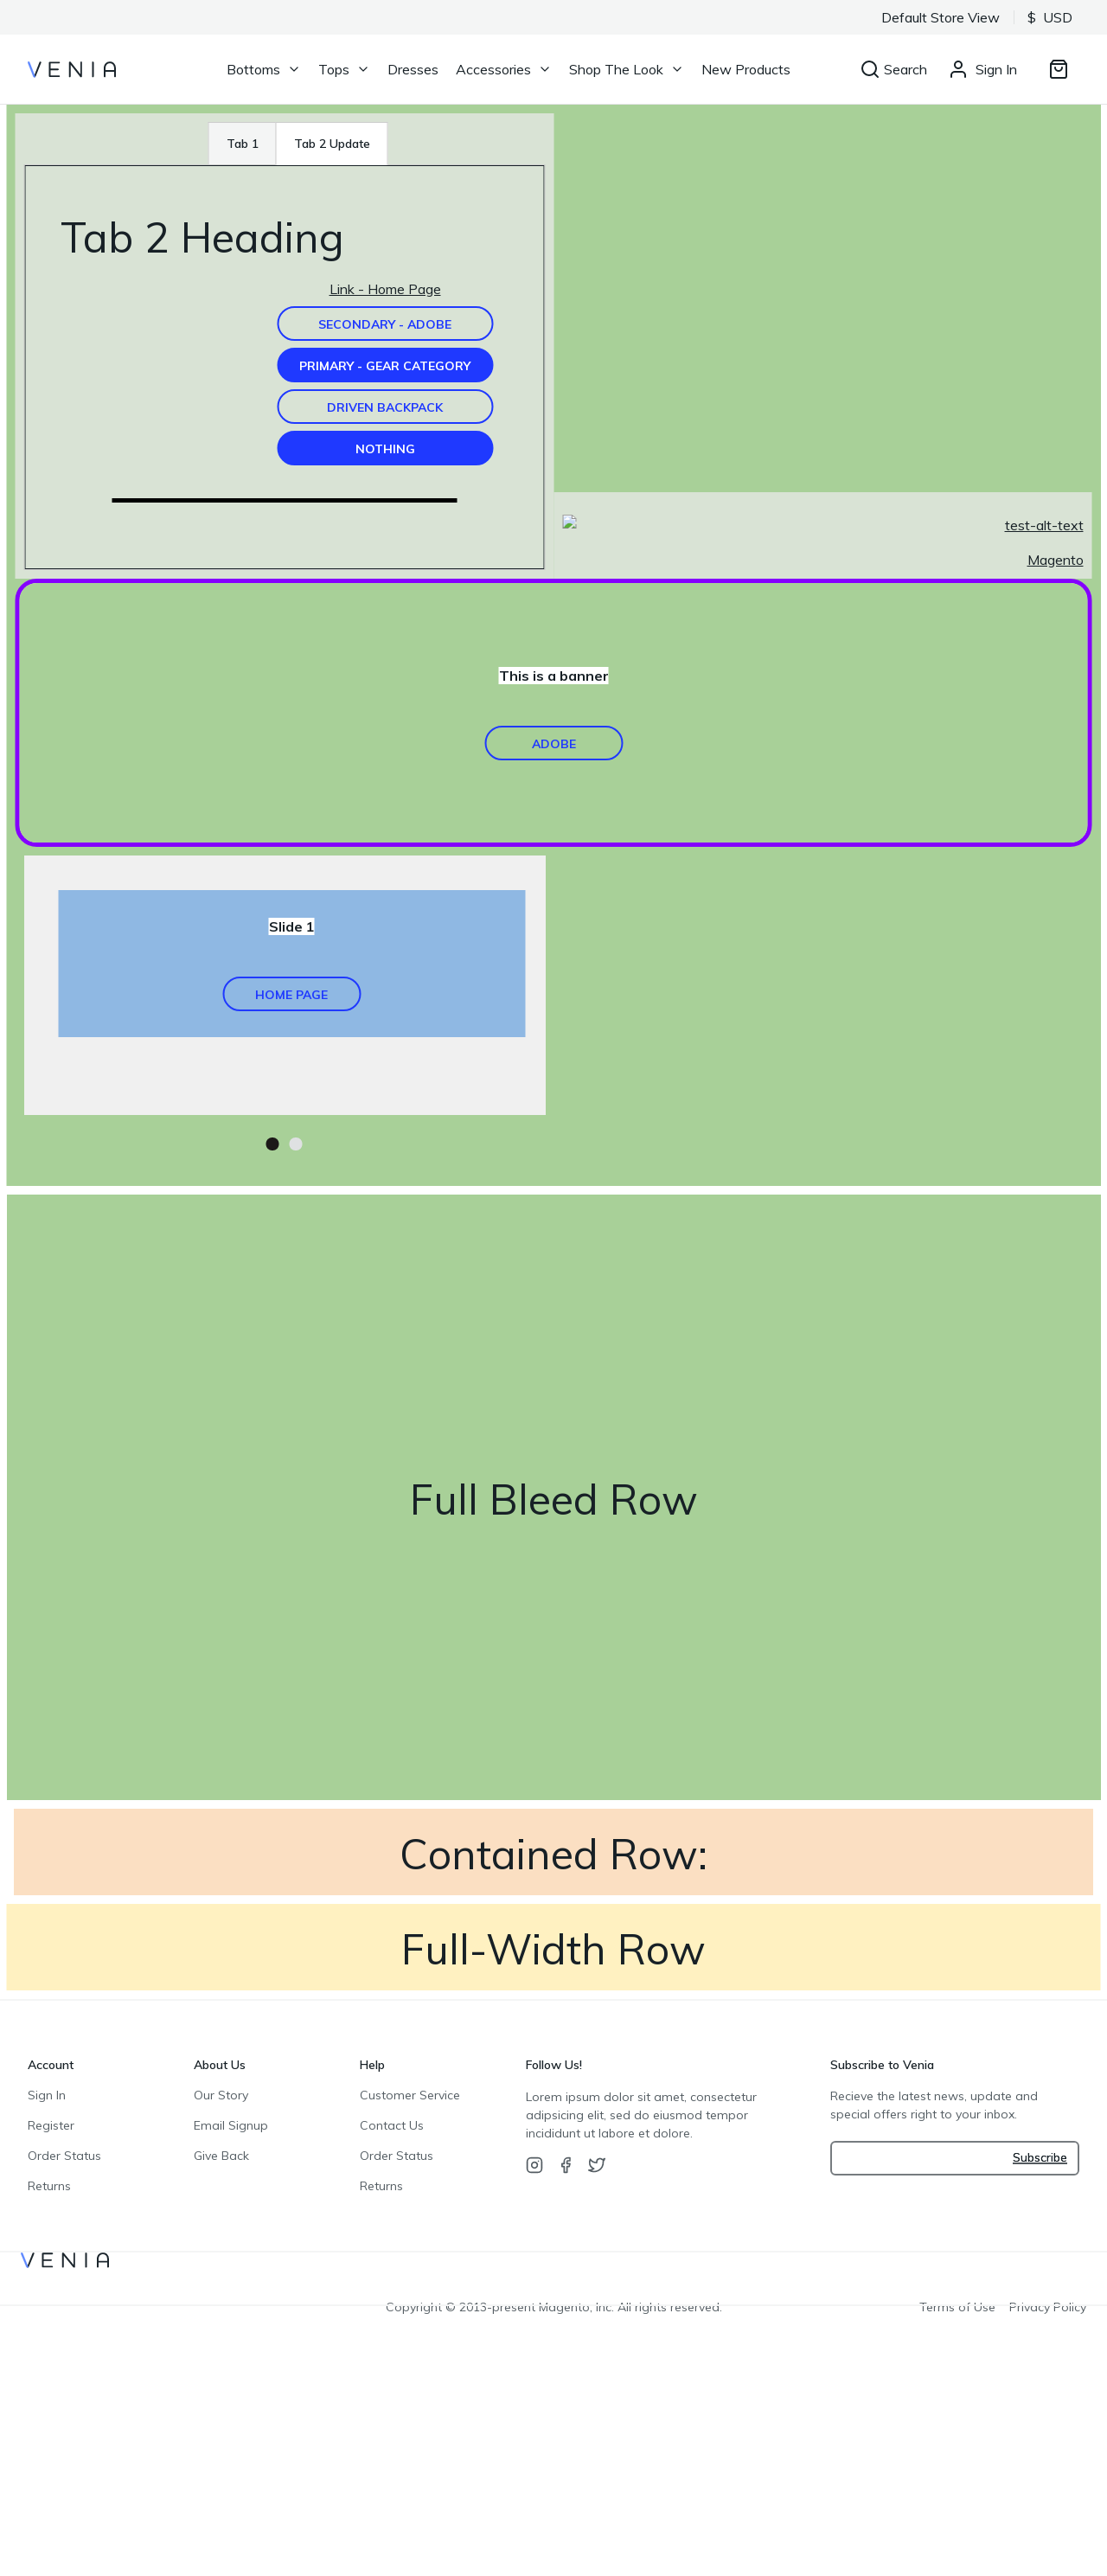 Default Store View $ USD
VENIA Bottoms Tops Dresses Accessories Shop The Look New Products Search Sign In
Tab 1 Tab 2 Update
Tab 2 Heading
Link - Home Page
SECONDARY - ADOBE
PRIMARY - GEAR CATEGORY
DRIVEN BACKPACK
NOTHING
test-alt-text
Magento
This is a banner
ADOBE
Slide 1
HOME PAGE
Full Bleed Row
Contained Row:
Full-Width Row
Account
Sign In
Register
Order Status
Returns
About Us
Our Story
Email Signup
Give Back
Help
Customer Service
Contact Us
Order Status
Returns
Follow Us!
Lorem ipsum dolor sit amet, consectetur
adipsicing elit, sed do eiusmod tempor
incididunt ut labore et dolore.
Subscribe to Venia
Recieve the latest news, update and
special offers right to your inbox.
Subscribe
VENIA
Copyright © 2013-present Magento, Inc. All rights reserved. Terms of Use Privacy Policy